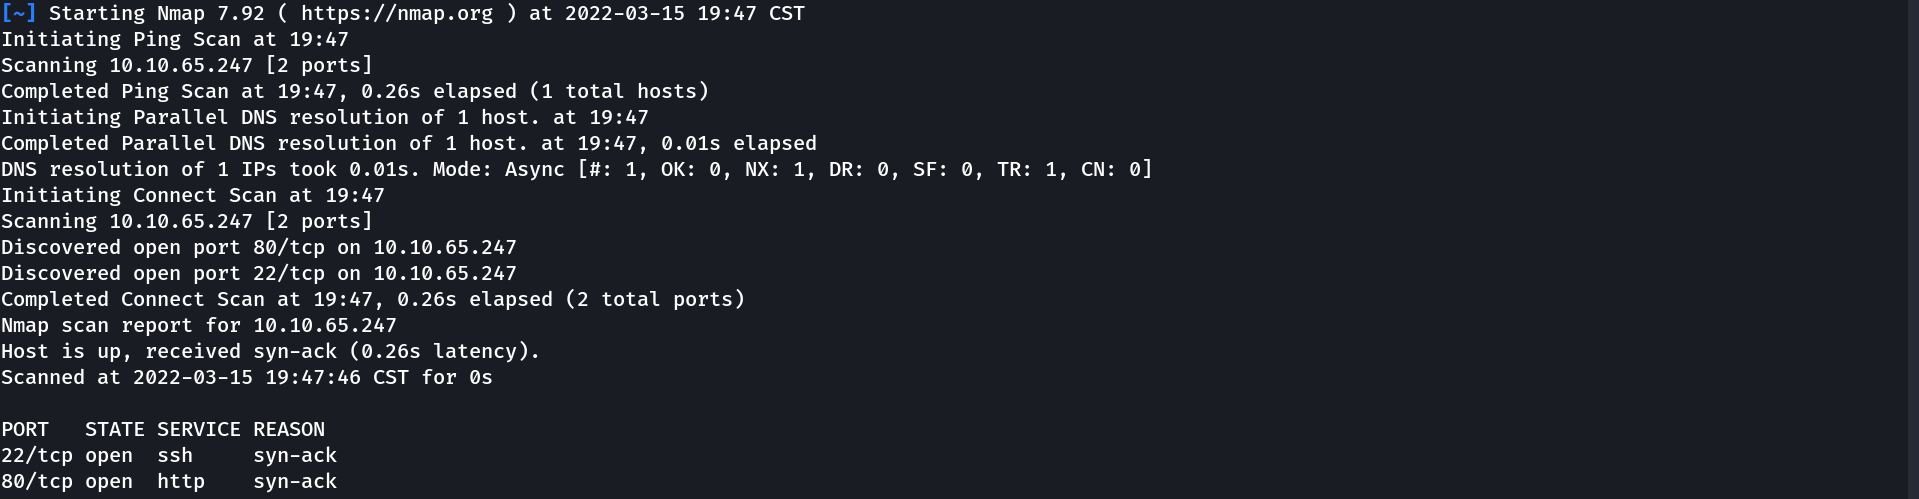 [~] Starting Nmap 7.92 ( https://nmap.org ) at 2022-03-15 19:47 CST
Initiating Ping Scan at 19:47
Scanning 10.10.65.247 [2 ports]
Completed Ping Scan at 19:47, 0.26s elapsed (1 total hosts)
Initiating Parallel DNS resolution of 1 host. at 19:47
Completed Parallel DNS resolution of 1 host. at 19:47, 0.01s elapsed
DNS resolution of 1 IPs took 0.01s. Mode: Async [#: 1, OK: 0, NX: 1, DR: 0, SF: 0, TR: 1, CN: 0]
Initiating Connect Scan at 19:47
Scanning 10.10.65.247 [2 ports]
Discovered open port 80/tcp on 10.10.65.247
Discovered open port 22/tcp on 10.10.65.247
Completed Connect Scan at 19:47, 0.26s elapsed (2 total ports)
Nmap scan report for 10.10.65.247
Host is up, received syn-ack (0.26s latency).
Scanned at 2022-03-15 19:47:46 CST for 0s

PORT   STATE SERVICE REASON
22/tcp open  ssh     syn-ack
80/tcp open  http    syn-ack